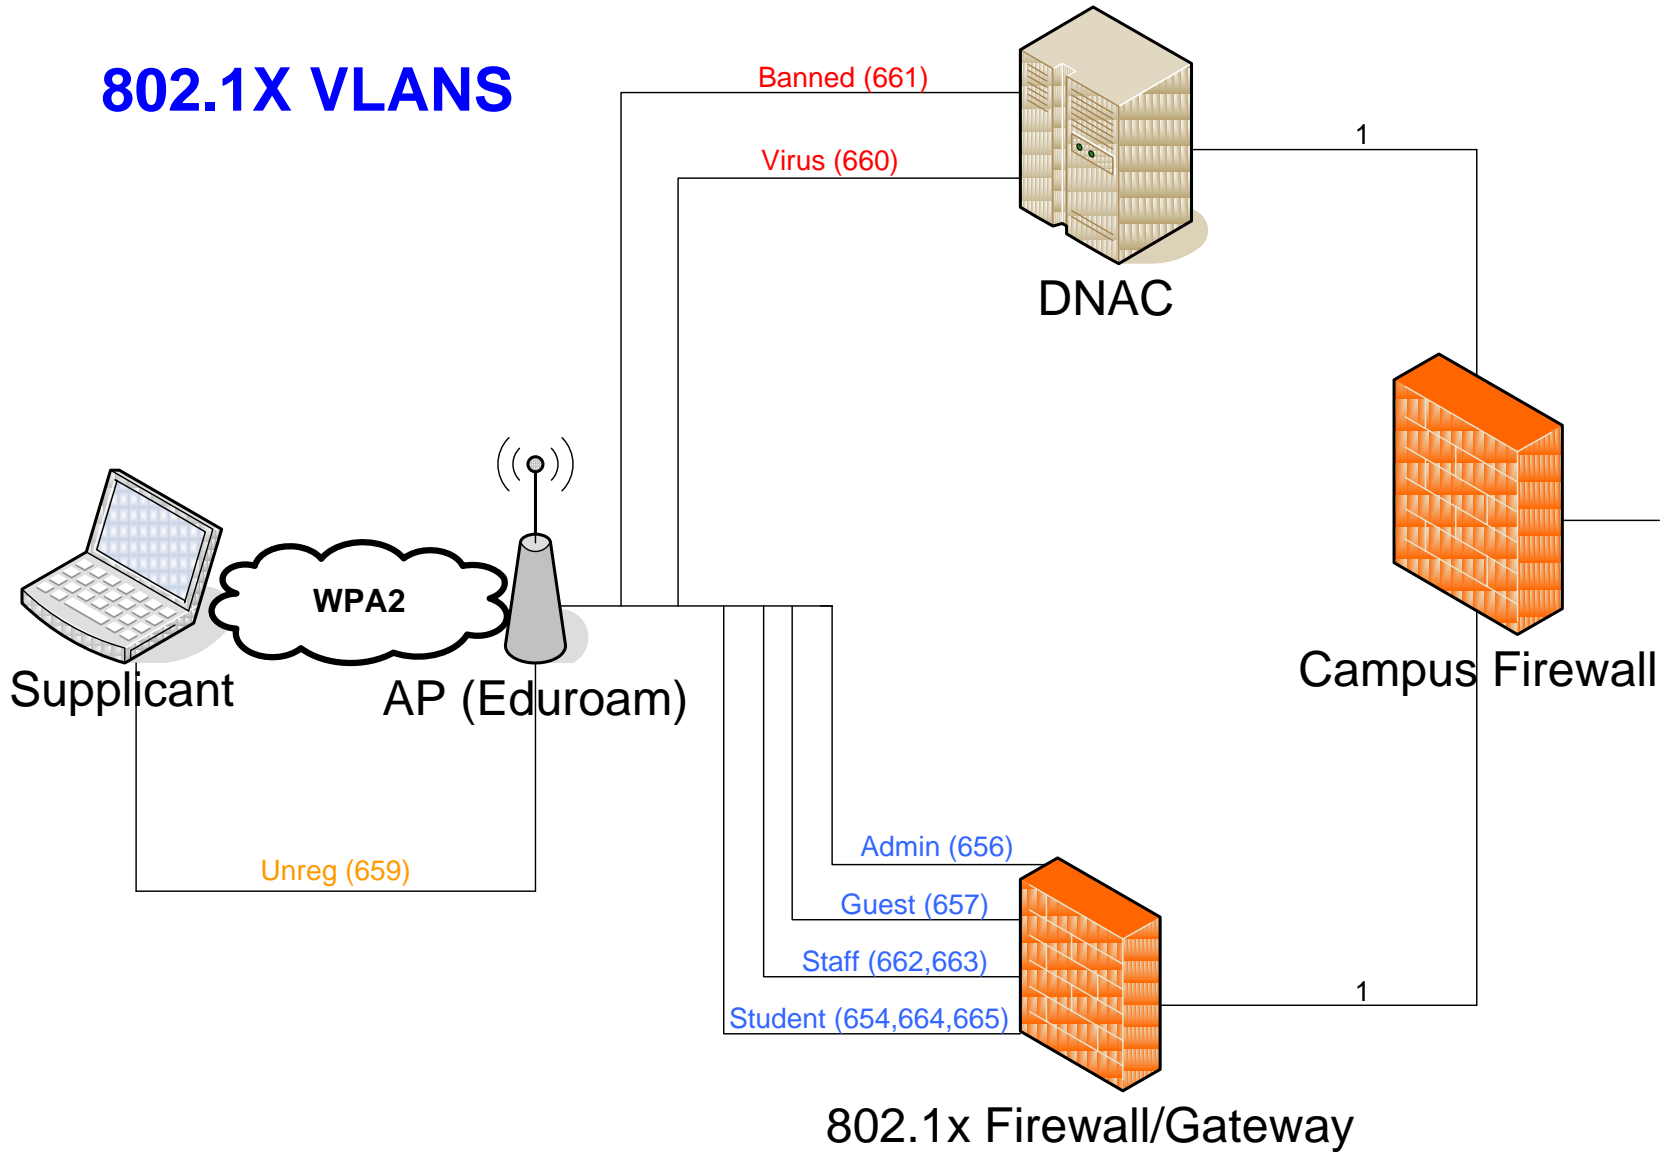 802.1X VLANS
Banned (661)
Virus (660)
1
DNAC
WPA2
Supplicant
AP (Eduroam)
Campus Firewall
Unreg (659)
Admin (656)
Guest (657)
Staff (662,663)
Student (654,664,665)
1
802.1x Firewall/Gateway